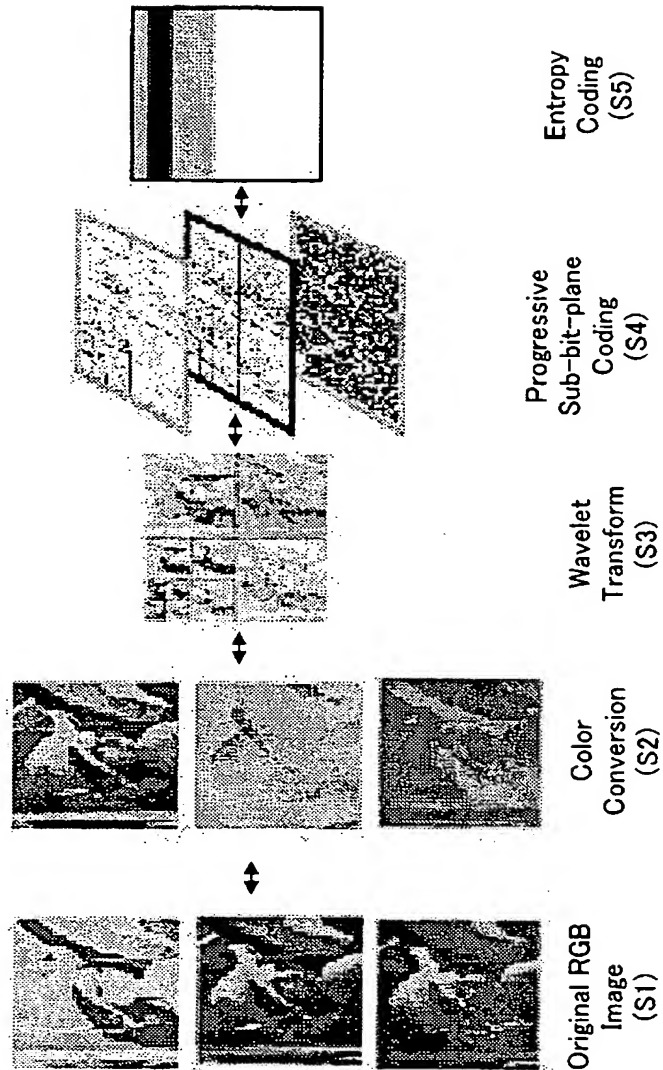 Original RGB
Image
(S1)
Color
Conversion
(S2)
Wavelet
Transform
(S3)
Progressive
Sub-bit-plane
Coding
(S4)
Entropy
Coding
(S5)